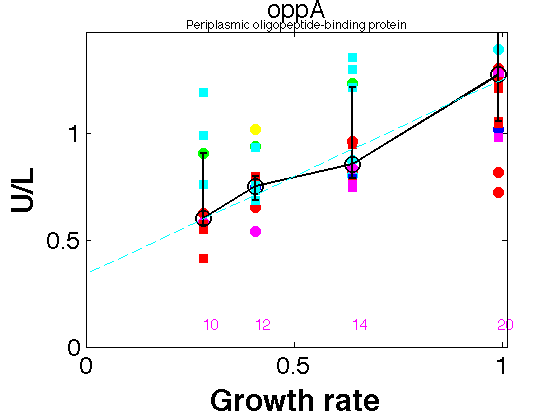 oppA
Periplasmic oligopeptide-binding protein
1
0.5
0
U/L
10
12
14
20
0
0.5
1
Growth rate